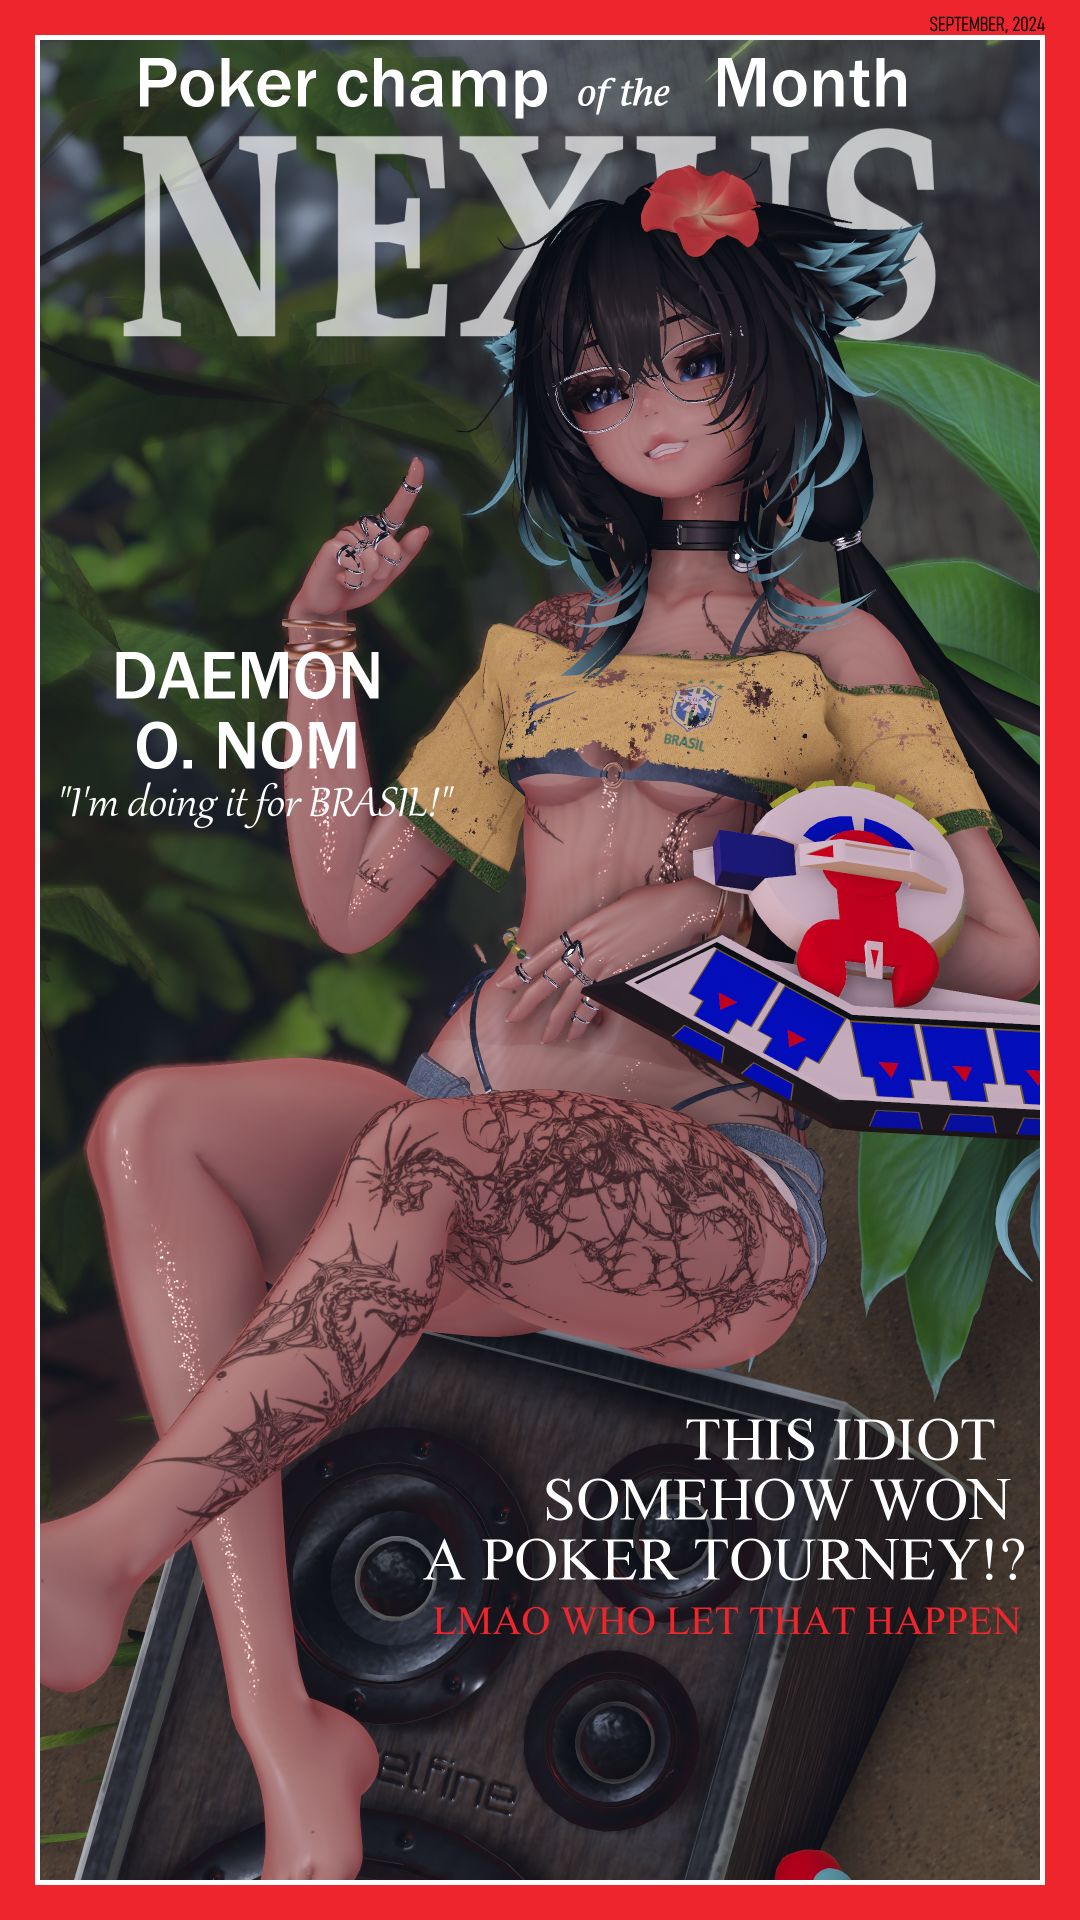 SEPTEMBER, 2024
Poker champ of the Month
NEXUS
BRASIL
DAEMON
O. NOM
"I'm doing it for BRASIL!"
THIS IDIOT
SOMEHOW WON
A POKER TOURNEY!?
LMAO WHO LET THAT HAPPEN
elfine